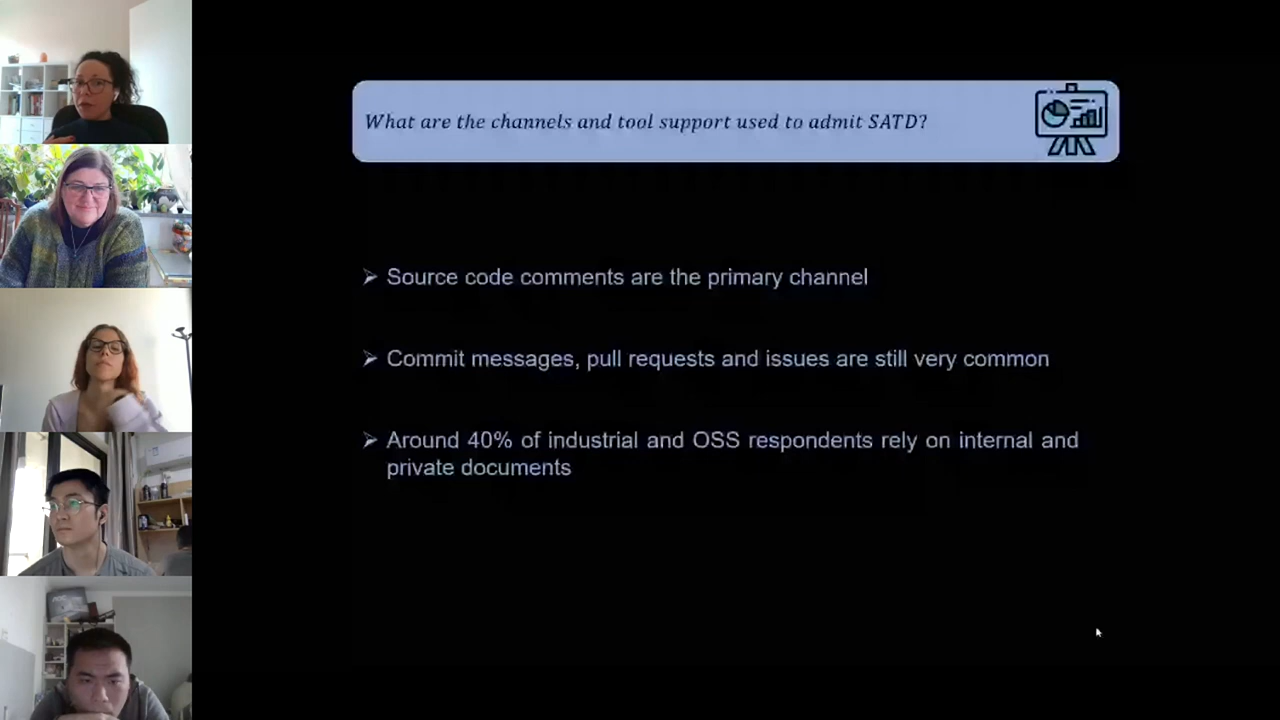 What are the channels and tool support used to admit SATD?
➤ Source code comments are the primary channel
➤ Commit messages, pull requests and issues are still very common
➤ Around 40% of industrial and OSS respondents rely on internal and
private documents